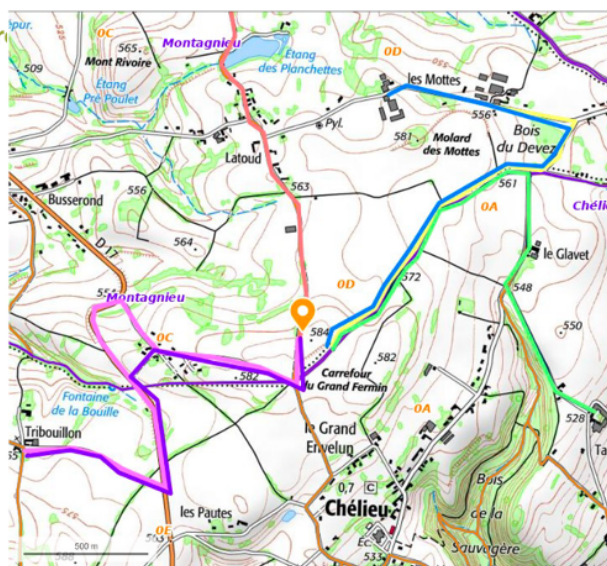 0C
Montagnieu
565
Mont Rivoire
509
Étang
Pré Poulet
Étang
des Planchettes
0D
les Mottes
556
Pyl.
581
Molard
des Mottes
Bois
du Devez
Latoud
563
561
556
Busserond
0A
Chélieu
564
D 17
le Glavet
572
0D
548
Montagnieu
0C
584
550
582
Carrefour
du Grand Fermin
582
Fontaine
de la Bouille
0A
528
Tribouillon
le Grand
Envelun
les Pautes
0,7
C
Chélieu
Bois
de la
Sauvagère
0E
533
500 m